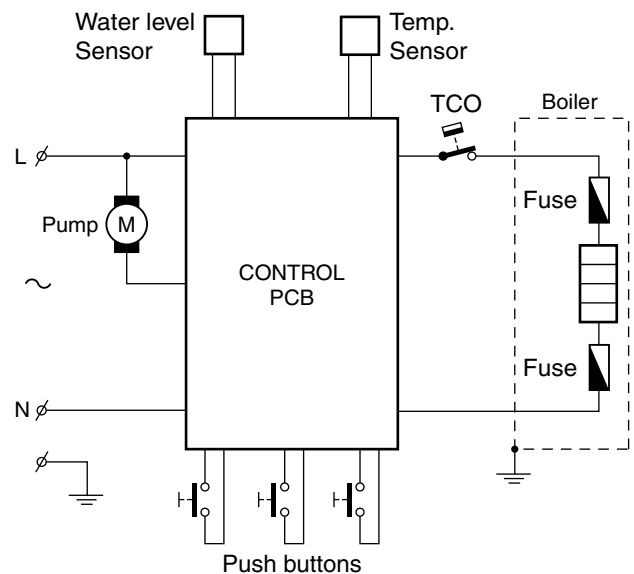 Water level
Sensor
Temp.
Sensor
TCO
Boiler
L
Fuse
Pump
M
CONTROL
PCB
Fuse
N
Push buttons